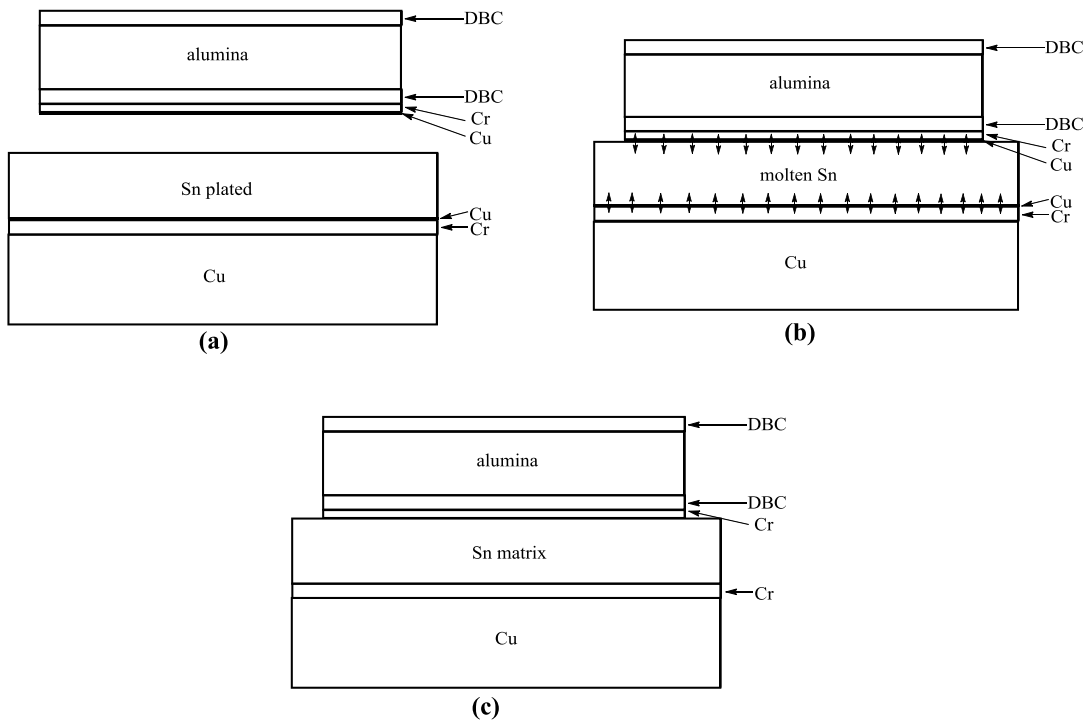 DBC
alumina
DBC
Cr
Cu
Sn plated
Cu
Cr
Cu
(a)
DBC
alumina
DBC
Cr
Cu
molten Sn
Cu
Cr
Cu
(b)
DBC
alumina
DBC
Cr
Sn matrix
Cr
Cu
(c)